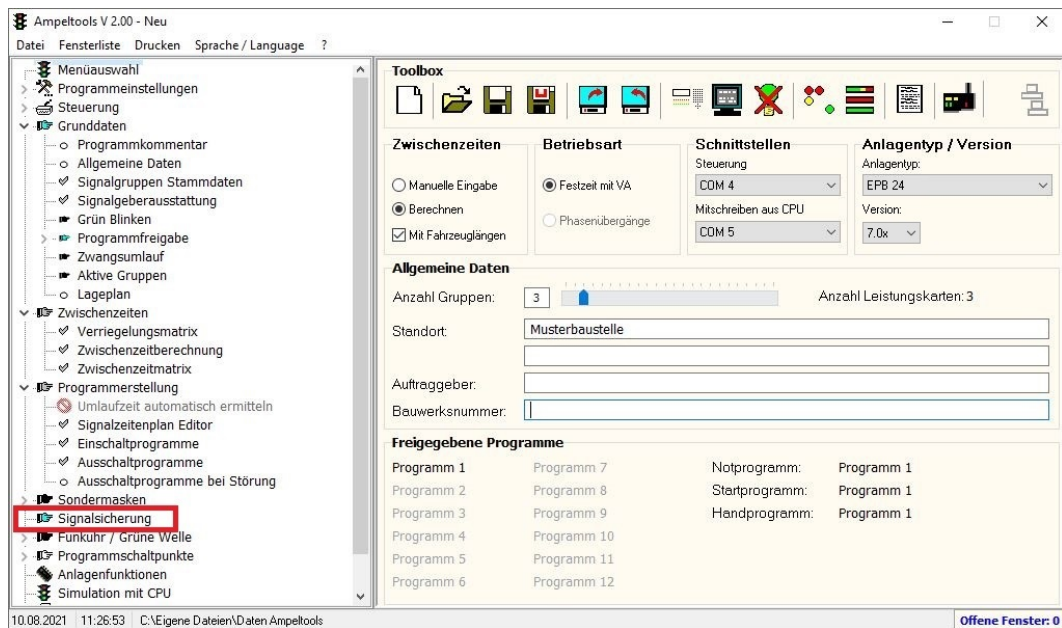 Ampeltools V 2.00 - Neu
Datei Fensterliste Drucken Sprache / Language ?
Menüauswahl
Programmeinstellungen
Steuerung
Grunddaten
Programmkommentar
Allgemeine Daten
Signalgruppen Stammdaten
Signalgeberausstattung
Grün Blinken
Programmfreigabe
Zwangsumlauf
Aktive Gruppen
Lageplan
Zwischenzeiten
Verriegelungsmatrix
Zwischenzeitberechnung
Zwischenzeitmatrix
Programmerstellung
Umlaufzeit automatisch ermitteln
Signalzeitenplan Editor
Einschaltprogramme
Ausschaltprogramme
Ausschaltprogramme bei Störung
Sondermasken
Signalsicherung
Funkuhr / Grüne Welle
Programmschaltpunkte
Anlagenfunktionen
Simulation mit CPU
Toolbox
Zwischenzeiten
Manuelle Eingabe
Berechnen
Mit Fahrzeuglängen
Betriebsart
Festzeit mit VA
Phasenübergänge
Schnittstellen
Steuerung
COM 4
Mitschreiben aus CPU
COM 5
Anlagentyp / Version
Anlagentyp:
EPB 24
Version:
7.0x
Allgemeine Daten
Anzahl Gruppen: 3 Anzahl Leistungskarten: 3
Standort: Musterbaustelle
Auftraggeber:
Bauwerksnummer:
Freigegebene Programme
Programm 1 Programm 7 Notprogramm: Programm 1
Programm 2 Programm 8 Startprogramm: Programm 1
Programm 3 Programm 9 Handprogramm: Programm 1
Programm 4 Programm 10
Programm 5 Programm 11
Programm 6 Programm 12
10.08.2021 11:26:53 C:\Eigene Dateien\Daten Ampeltools Offene Fenster: 0